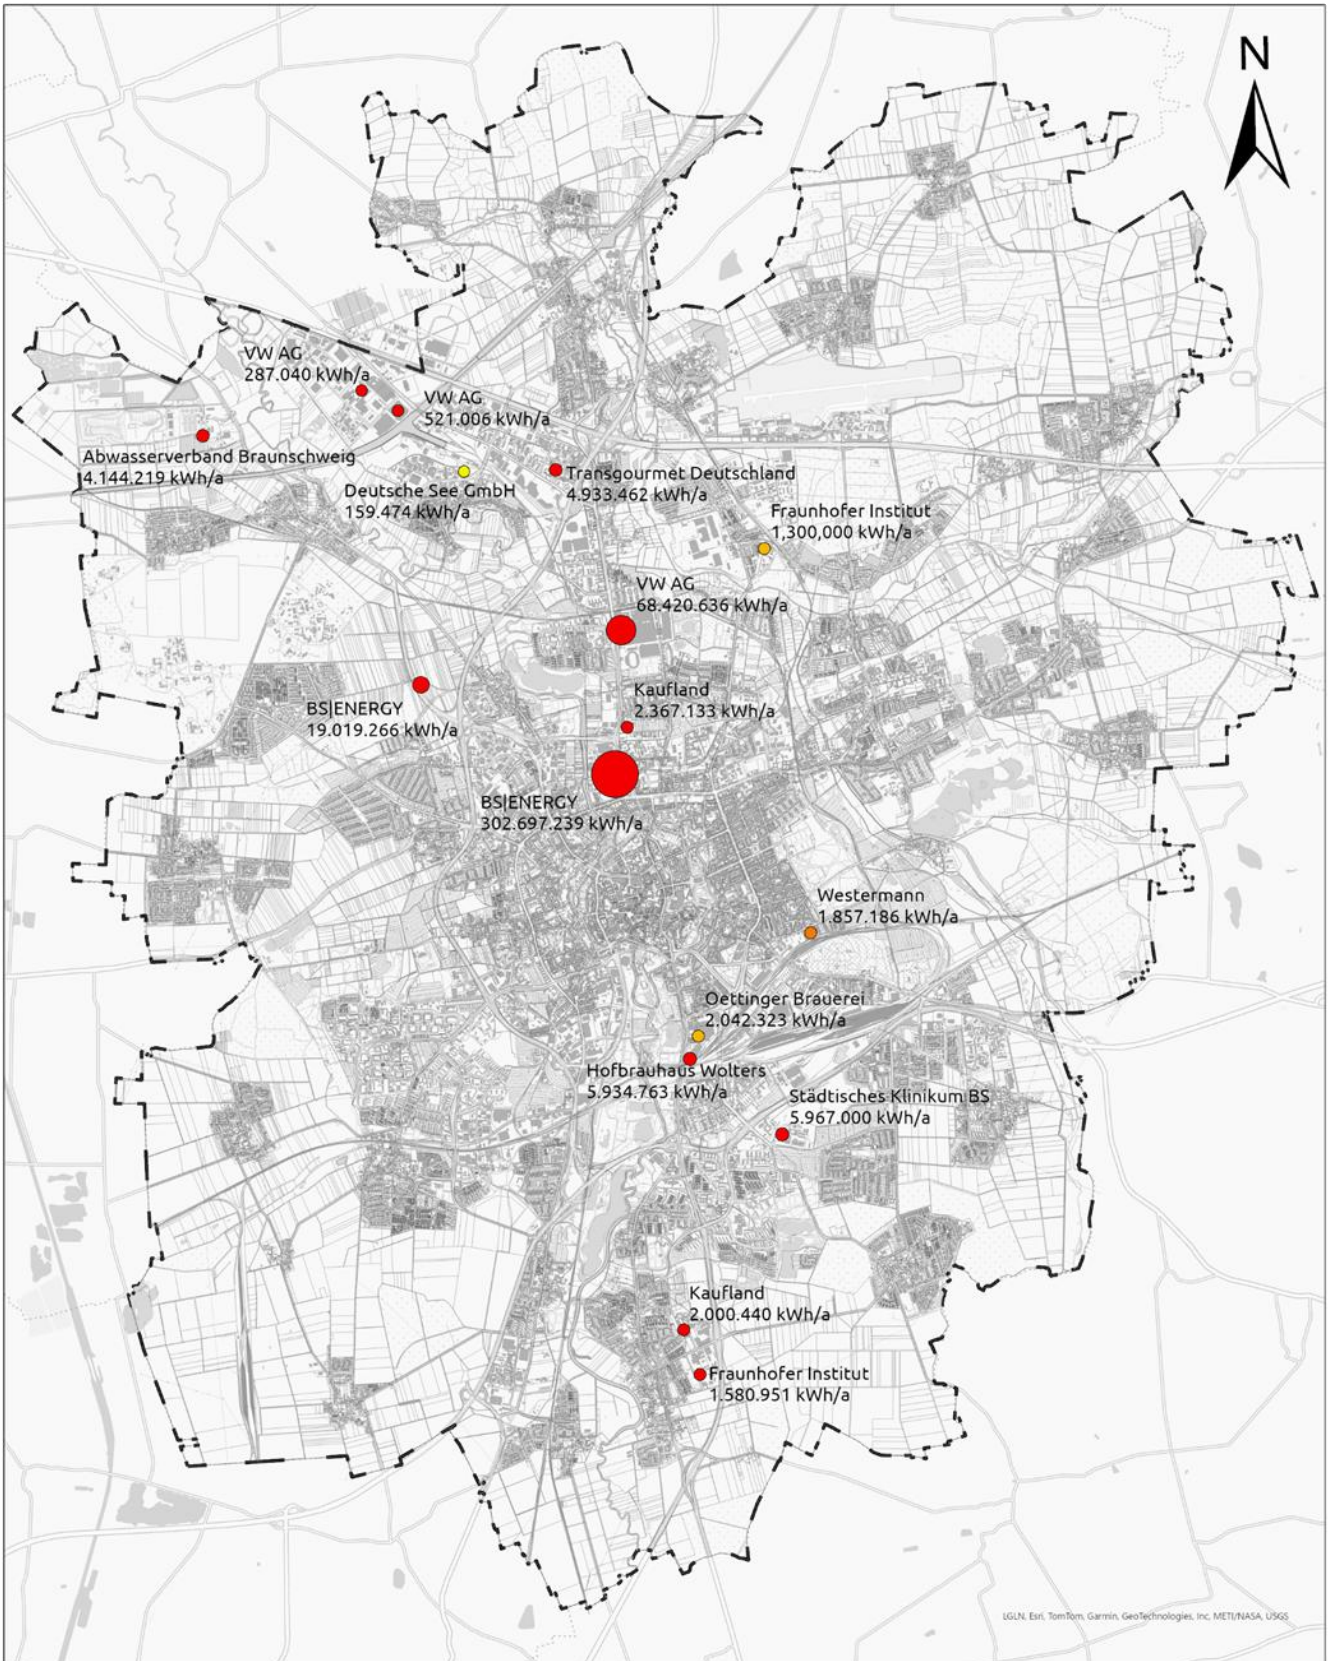 N
VW AG
287.040 kWh/a
VW AG
521.006 kWh/a
Abwasserverband Braunschweig
4.144.219 kWh/a
Transgourmet Deutschland
4.933.462 kWh/a
Deutsche See GmbH
159.474 kWh/a
Fraunhofer Institut
1,300,000 kWh/a
VW AG
68.420.636 kWh/a
Kaufland
2.367.133 kWh/a
BS|ENERGY
19.019.266 kWh/a
BS|ENERGY
302.697.239 kWh/a
Westermann
1.857.186 kWh/a
Oettinger Brauerei
2.042.323 kWh/a
Hofbrauhaus Wolters
5.934.763 kWh/a
Städtisches Klinikum BS
5.967.000 kWh/a
Kaufland
2.000.440 kWh/a
Fraunhofer Institut
1.580.951 kWh/a
LGLN, Esri, TomTom, Garmin, GeoTechnologies, Inc, METI/NASA, USGS